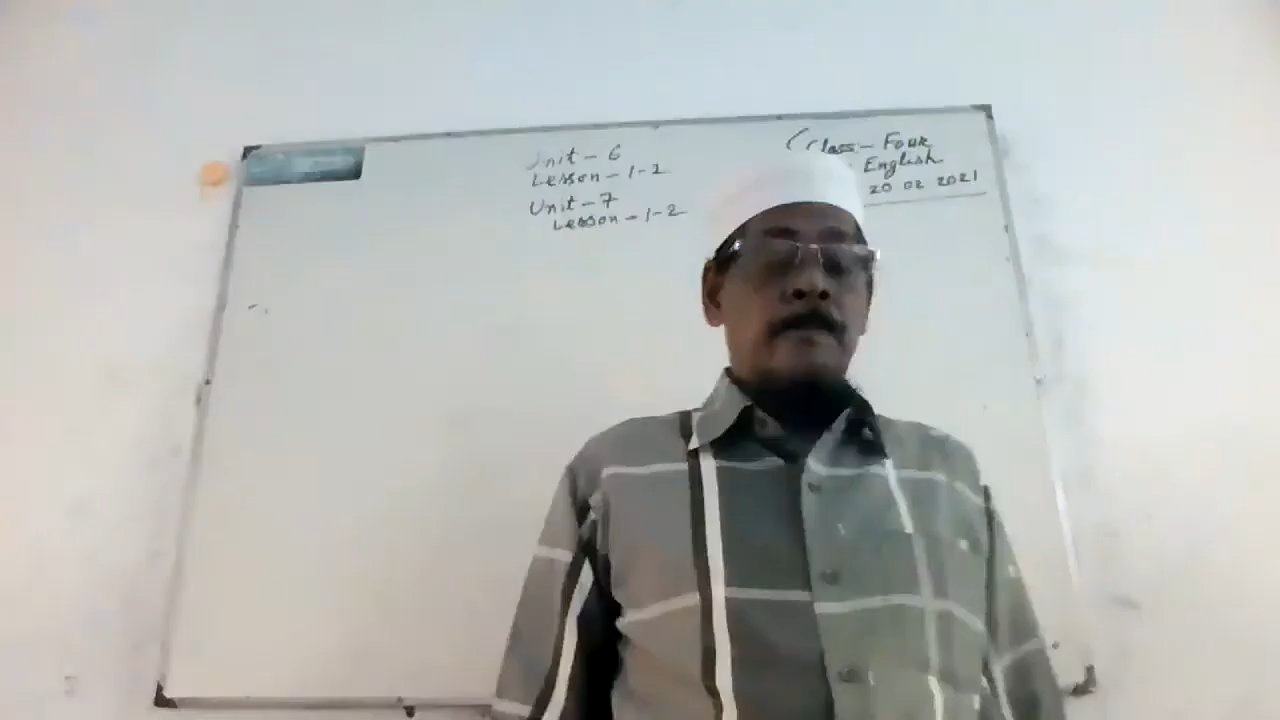 Unit - 6
Lesson - 1-2
Unit - 7
Lesson - 1-2
Class - Four
English
20 02 2021